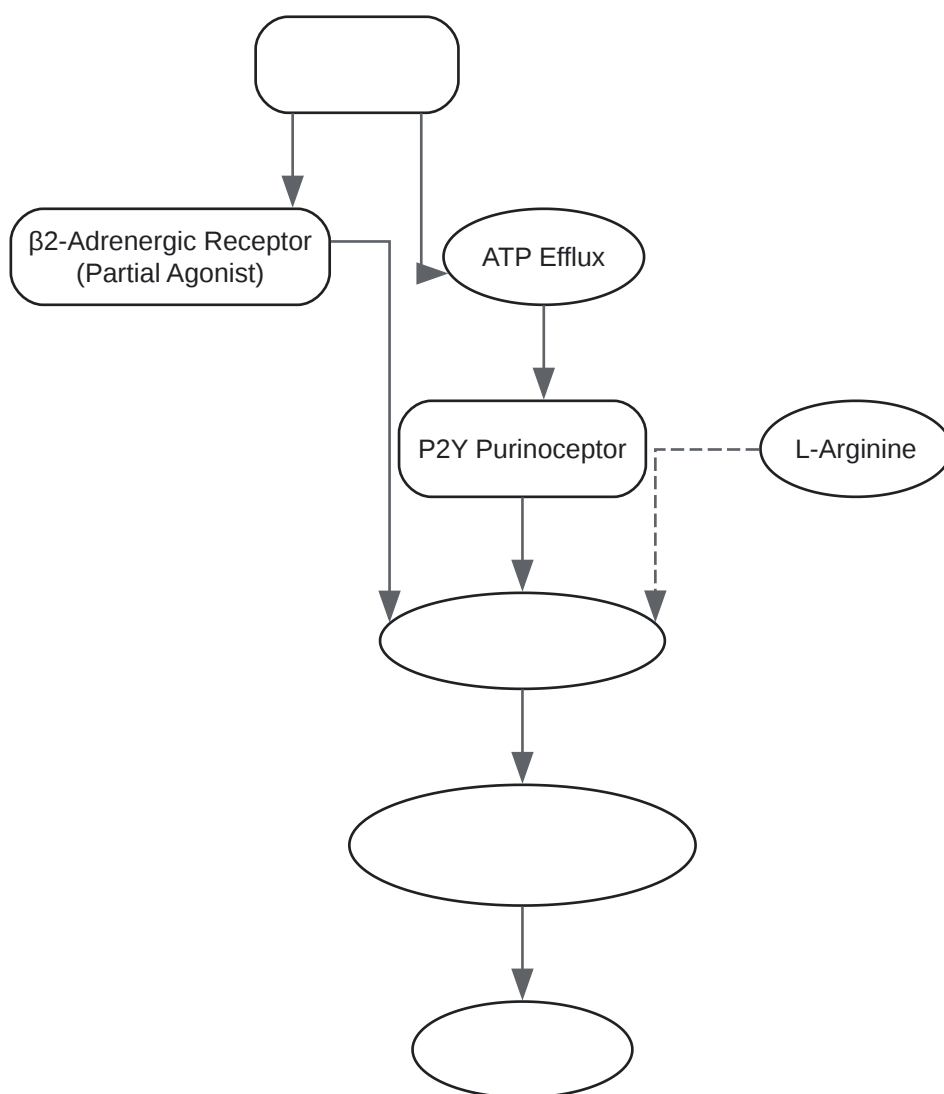 β2-Adrenergic Receptor
(Partial Agonist)
ATP Efflux
P2Y Purinoceptor
L-Arginine